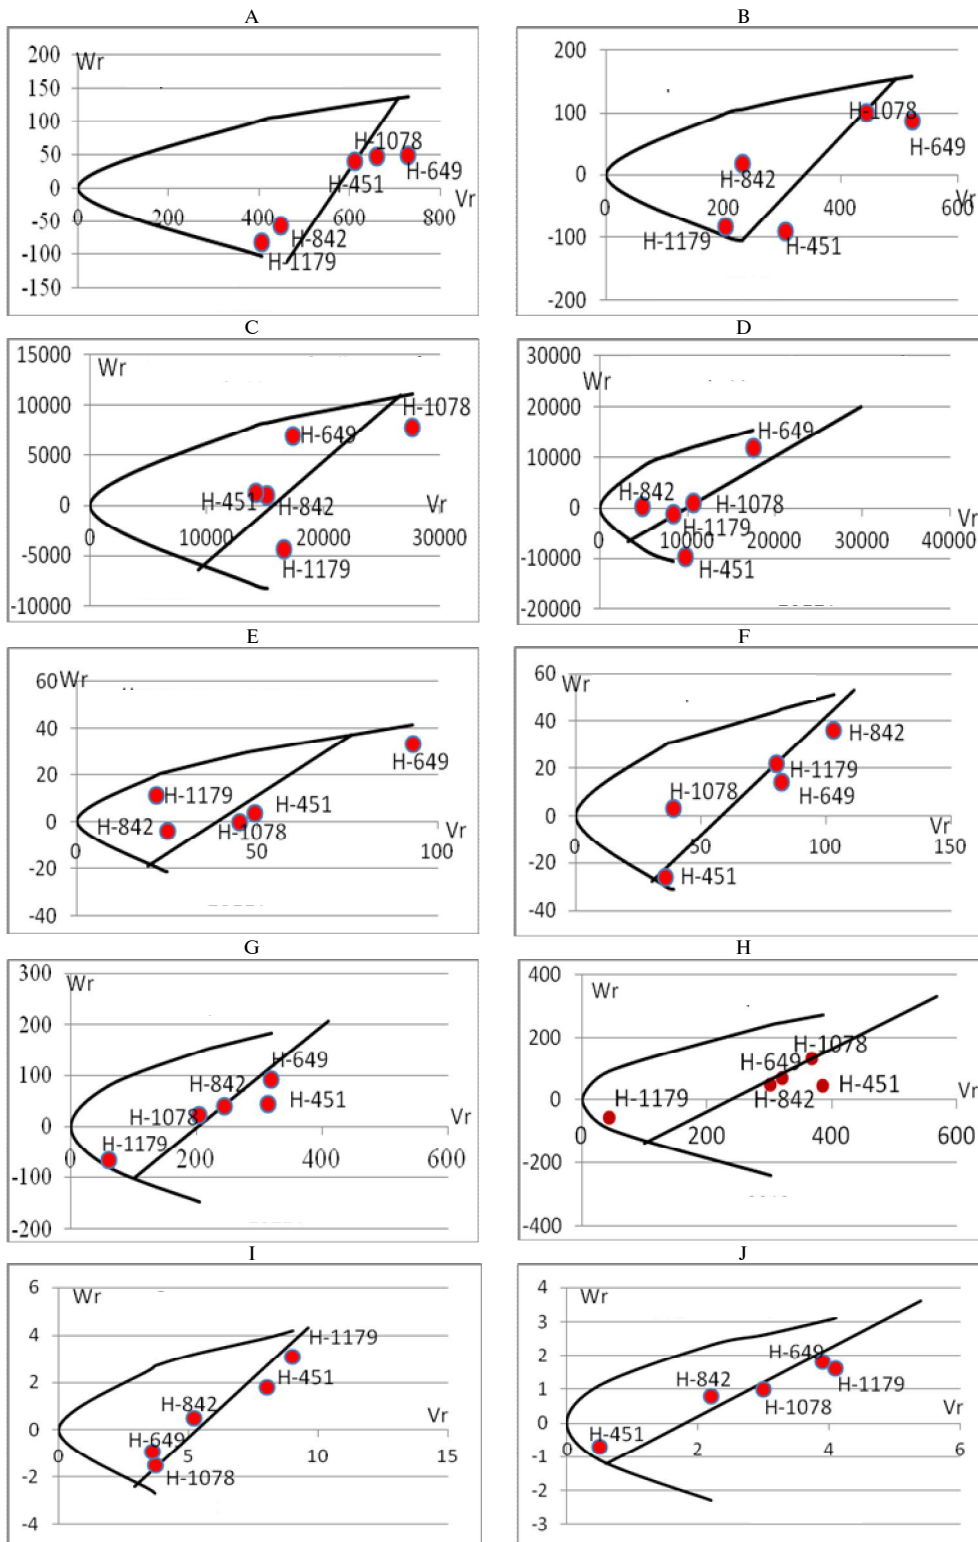 A
200
Wr
150
100
50
0
-50
-100
-150
0
200
400
600
800
Vr
H-1078
H-451
H-649
H-842
H-1179
B
200
100
0
-100
-200
0
200
400
600
Vr
H-1078
H-649
H-842
H-1179
H-451
C
15000
Wr
10000
5000
0
-5000
-10000
0
10000
20000
30000
Vr
H-1078
H-649
H-451
H-842
H-1179
D
30000
Wr
20000
10000
0
-10000
-20000
0
10000
20000
30000
40000
Vr
H-649
H-842
H-1078
H-1179
H-451
E
60
Wr
40
20
0
-20
-40
0
50
100
H-649
H-1179
H-451
H-842
H-1078
F
60
Wr
40
20
0
-20
-40
0
50
100
150
Vr
H-842
H-1179
H-1078
H-649
H-451
G
300
Wr
200
100
0
-100
-200
0
200
400
600
H-649
H-842
H-451
H-1078
H-1179
H
400
Wr
200
0
-200
-400
0
200
400
600
H-1078
H-649
H-451
H-1179
H-842
I
6
Wr
4
2
0
-2
-4
0
5
10
15
Vr
H-1179
H-451
H-842
H-649
H-1078
J
4
Wr
3
2
1
0
-1
-2
-3
0
2
4
6
Vr
H-649
H-842
H-1179
H-1078
H-451